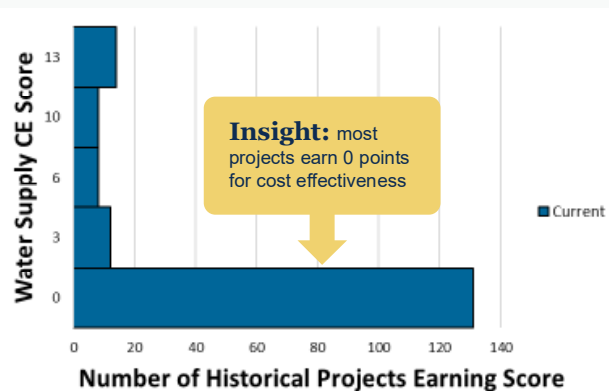 Water Supply CE Score
13
10
6
3
0
Insight: most
projects earn 0 points
for cost effectiveness
Current
0
20
40
60
80
100
120
140
Number of Historical Projects Earning Score